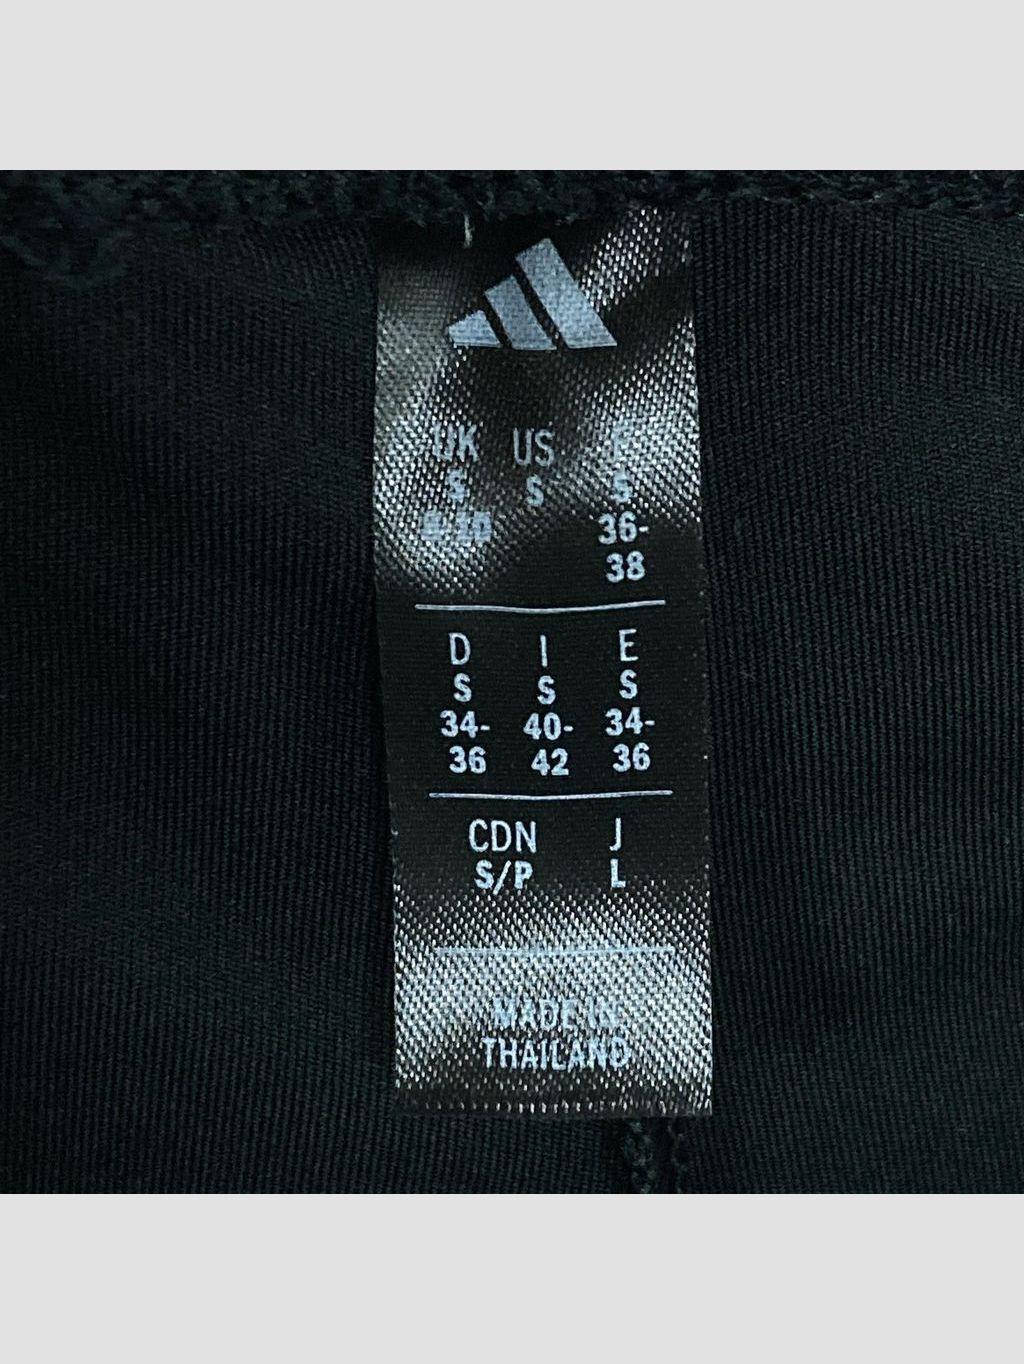 UK US F
S S S
8-10 36-
38
D I E
S S S
34- 40- 34-
36 42 36
CDN J
S/P L
MADE IN
THAILAND